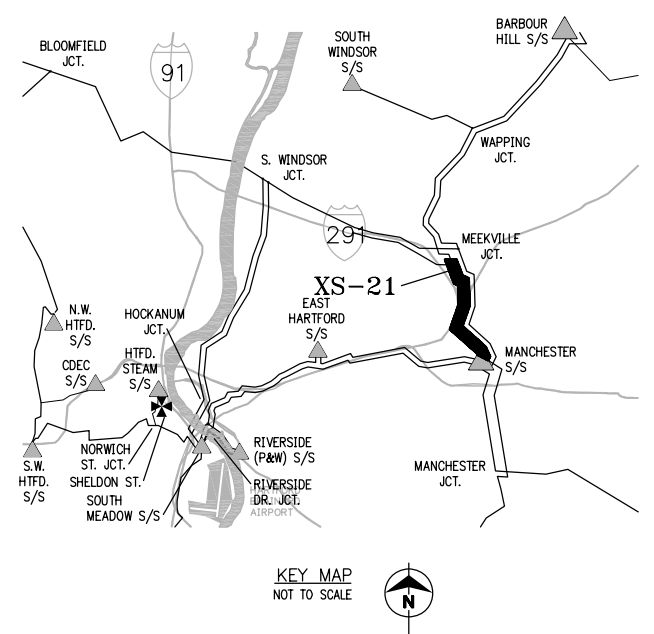 BARBOUR
HILL S/S
SOUTH
WINDSOR
S/S
BLOOMFIELD
JCT.
91
WAPPING
JCT.
S. WINDSOR
JCT.
291
MEEKVILLE
JCT.
XS-21
EAST
HARTFORD
S/S
N.W.
HTFD.
S/S
HOCKANUM
JCT.
HTFD.
STEAM
S/S
CDEC
S/S
MANCHESTER
S/S
NORWICH
ST. JCT.
SHELDON ST.
SOUTH
MEADOW S/S
S.W.
HTFD.
S/S
RIVERSIDE
(P&W) S/S
RIVERSIDE
DR. JCT.
AIRPORT
MANCHESTER
JCT.
KEY MAP
NOT TO SCALE
N